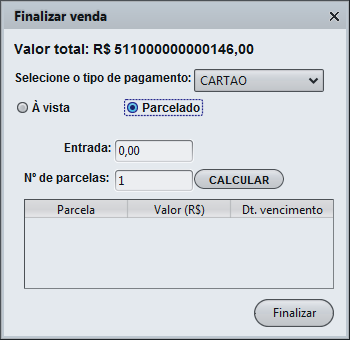 Finalizar venda
Valor total: R$ 511000000000146,00
Selecione o tipo de pagamento: CARTAO
À vista Parcelado
Entrada: 0,00
Nº de parcelas: 1 CALCULAR
Parcela Valor (R$) Dt. vencimento
Finalizar